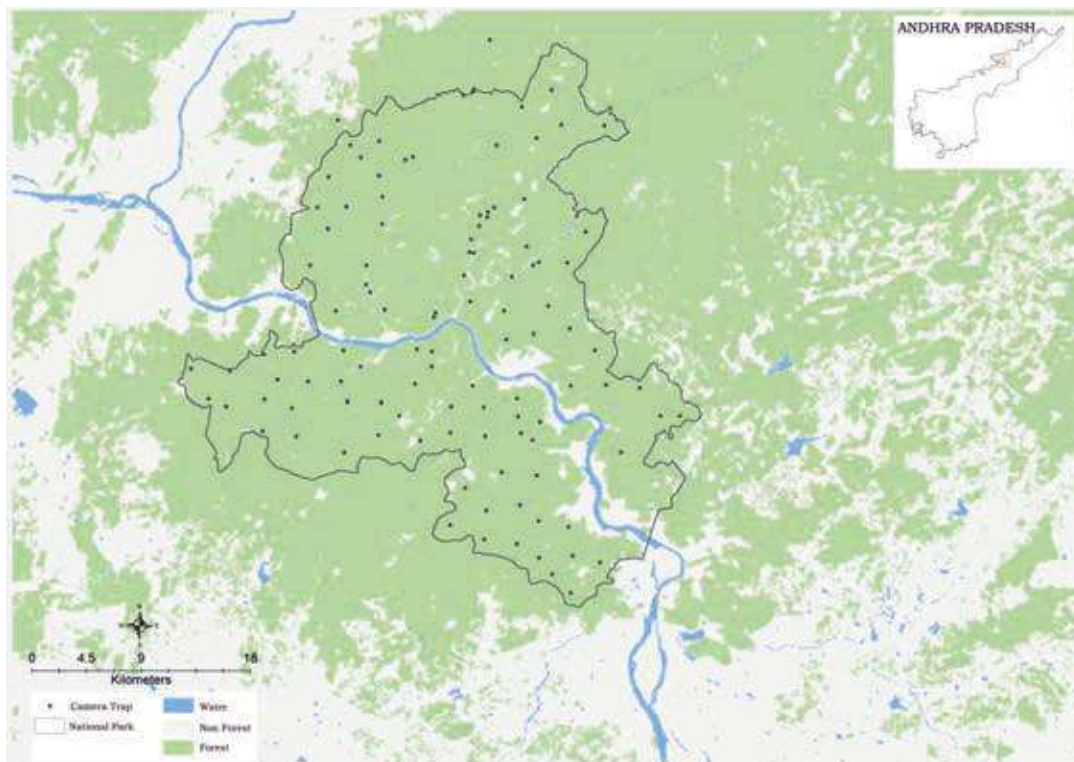 ANDHRA PRADESH
0 4.5 9 18
Kilometers
Camera Trap
National Park
Water
Non Forest
Forest